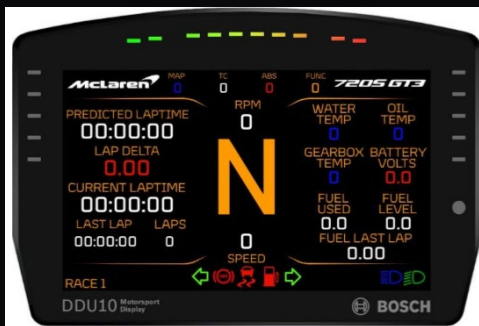 McLaren MAP TC ABS FUNC 720S GT3
0 0 0 0
RPM
0
PREDICTED LAPTIME
00:00:00
LAP DELTA
0.00
CURRENT LAPTIME
00:00:00
LAST LAP LAPS
00:00:00 0
N
WATER TEMP OIL TEMP
0 0
GEARBOX TEMP BATTERY VOLTS
0 0.0
FUEL USED FUEL LEVEL
0.0 0.0
FUEL LAST LAP
0.00
0
SPEED
RACE 1
DDU10 Motorsport Display
BOSCH